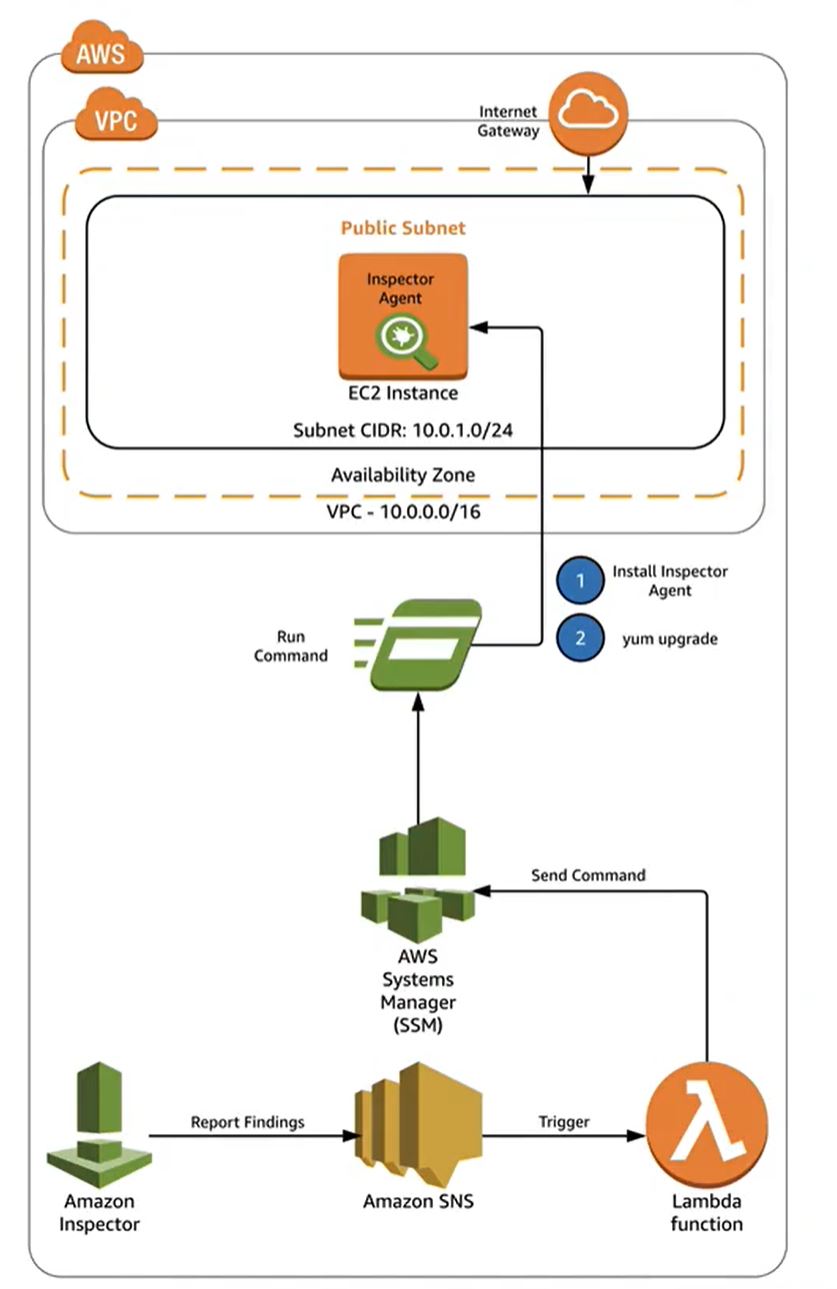 AWS
VPC
Internet
Gateway
Public Subnet
Inspector
Agent
EC2 Instance
Subnet CIDR: 10.0.1.0/24
Availability Zone
VPC - 10.0.0.0/16
1
Install Inspector
Agent
2
yum upgrade
Run
Command
Send Command
AWS
Systems
Manager
(SSM)
Report Findings
Trigger
Amazon
Inspector
Amazon SNS
Lambda
function